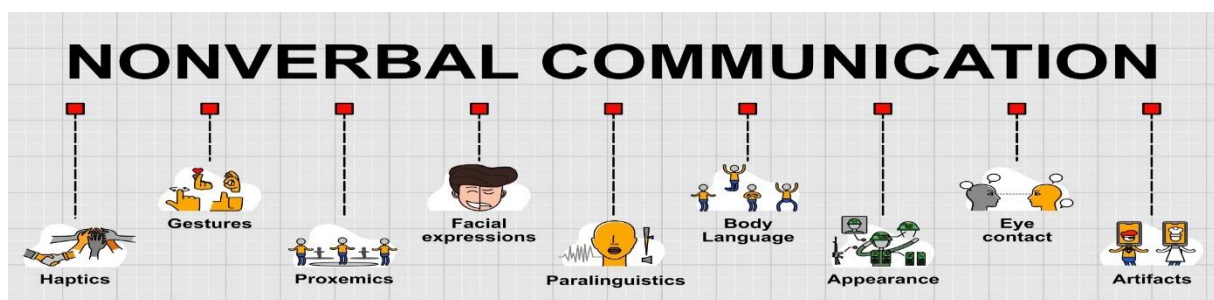 NONVERBAL COMMUNICATION
Haptics
Gestures
Proxemics
Facial
expressions
Paralinguistics
Body
Language
Appearance
Eye
contact
Artifacts